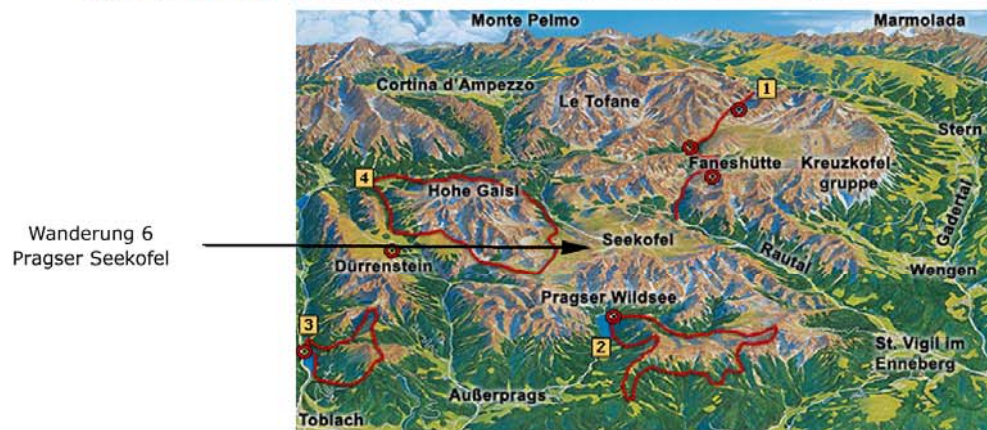 Monte Pelmo
Marmolada
Cortina d'Ampezzo
Le Tofane
1
Stern
Faneshütte
Kreuzkofel
gruppe
4
Hohe Gaisl
Gadertal
Wanderung 6
Pragser Seekofel
Seekofel
Rautal
Dürrenstein
Wengen
Pragser Wildsee
3
2
St. Vigil im
Enneberg
Außerprags
Toblach